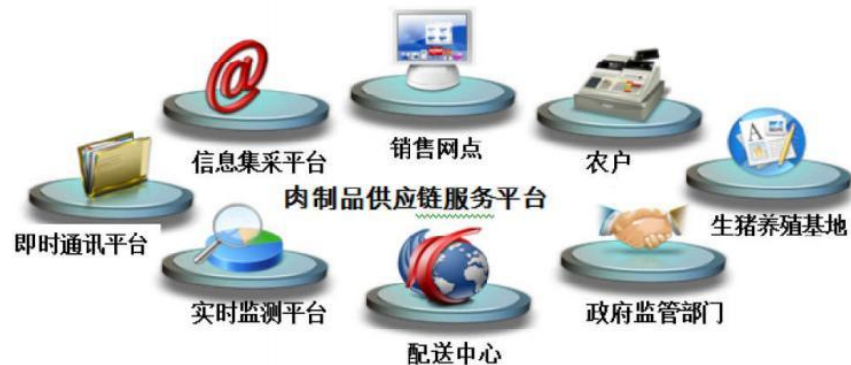 信息集采平台
销售网点
农户
生猪养殖基地
肉制品供应链服务平台
即时通讯平台
实时监测平台
配送中心
政府监管部门